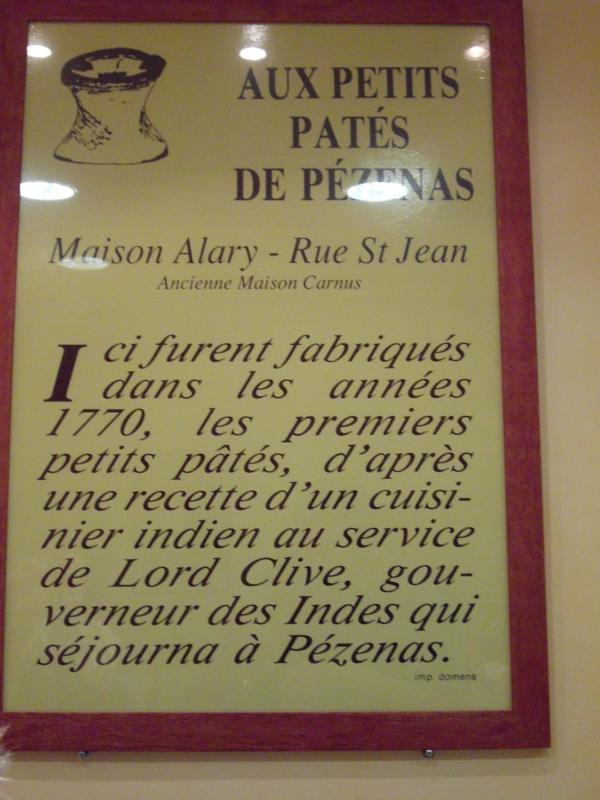 AUX PETITS
PATÉS
DE PÉZENAS
Maison Alary - Rue St Jean
Ancienne Maison Carnus
Ici furent fabriqués
dans les années
1770, les premiers
petits pâtés, d'après
une recette d'un cuisi-
nier indien au service
de Lord Clive, gou-
verneur des Indes qui
séjourna à Pézenas.
imp. domens